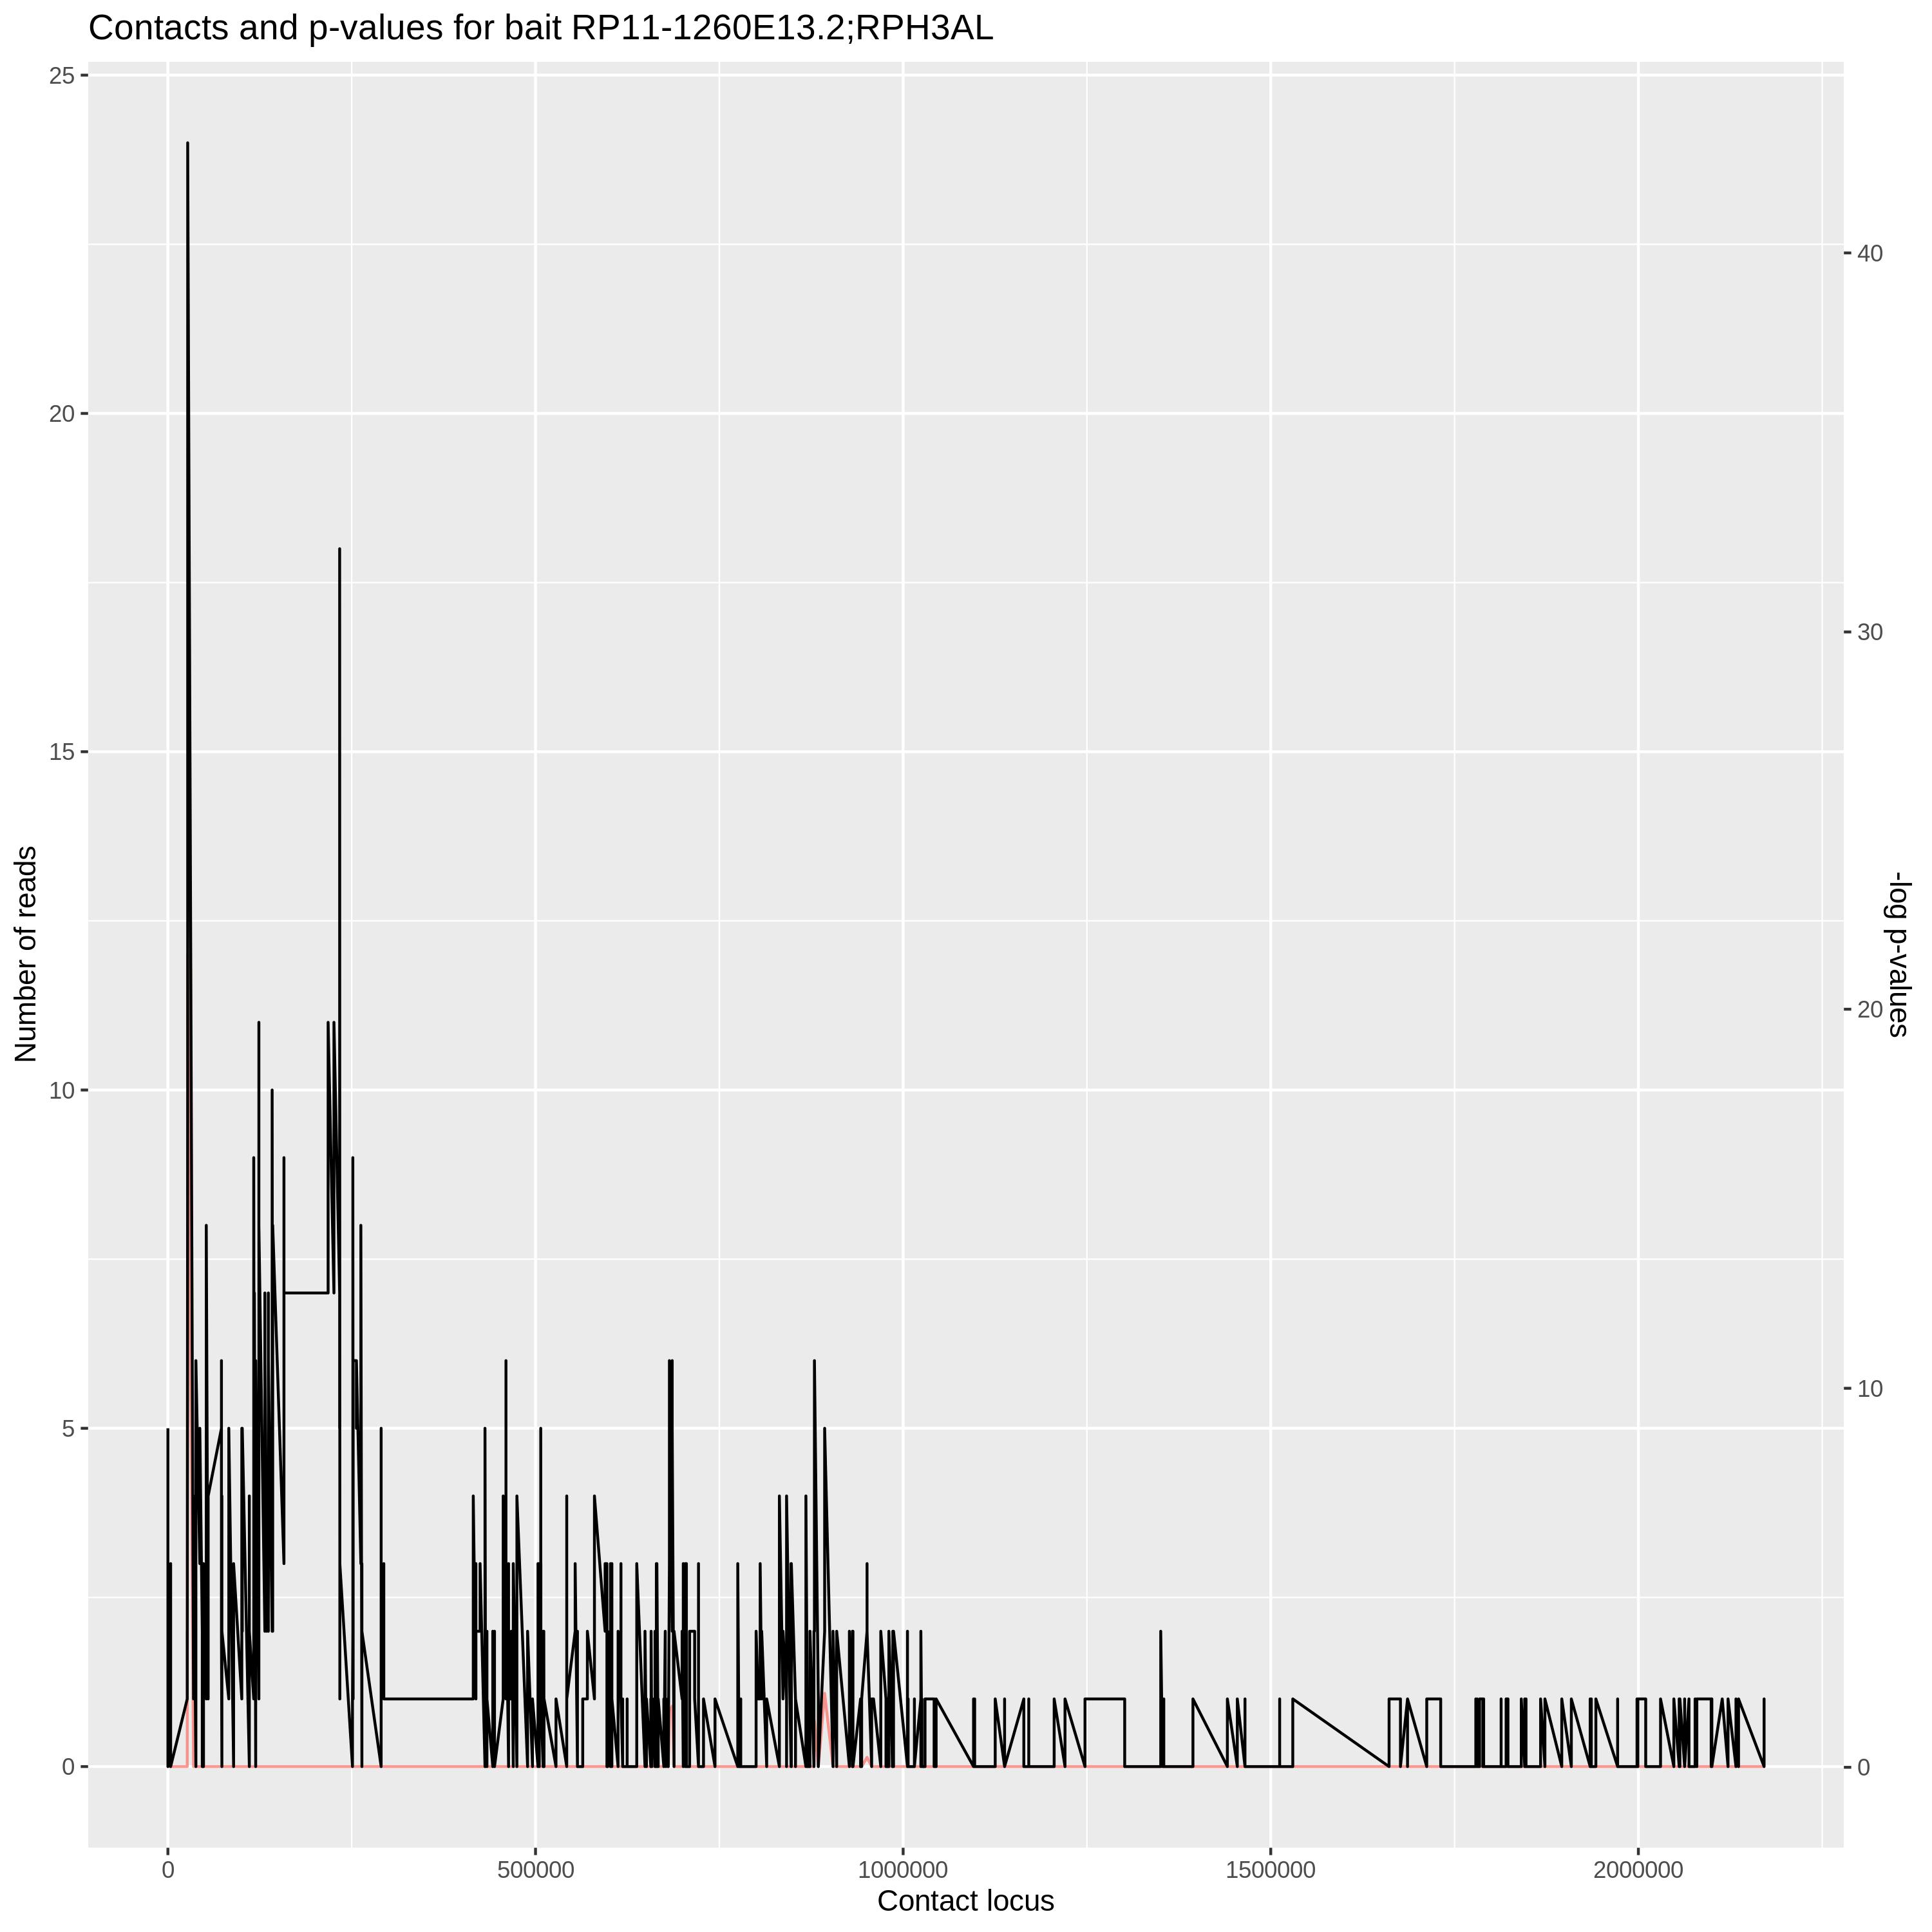 Contacts and p-values for bait RP11-1260E13.2;RPH3AL
25
20
15
10
5
0
Number of reads
40
30
20
10
0
-log p-values
0 500000 1000000 1500000 2000000
Contact locus